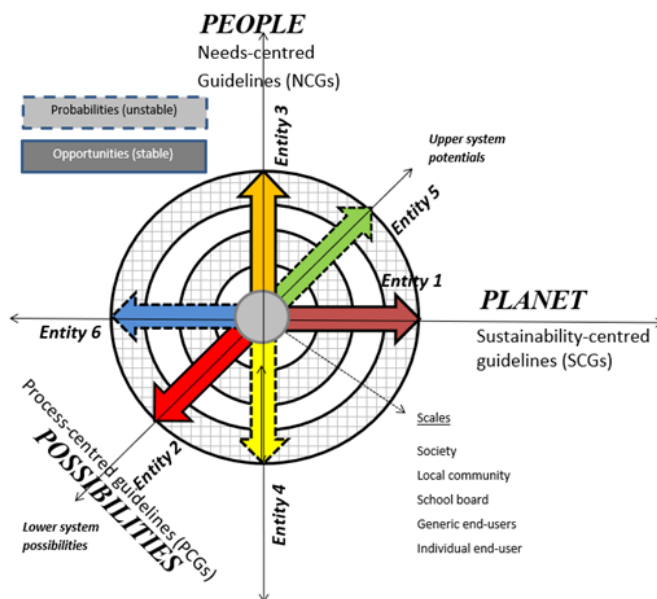 PEOPLE
Needs-centred
Guidelines (NCGs)
Probabilities (unstable)
Opportunities (stable)
Entity 3
Upper system
potentials
Entity 5
Entity 1
PLANET
Sustainability-centred
guidelines (SCGs)
Entity 6
Process-centred guidelines (PCGs)
POSSIBILITIES
Entity 2
Lower system
possibilities
Entity 4
Scales
Society
Local community
School board
Generic end-users
Individual end-user